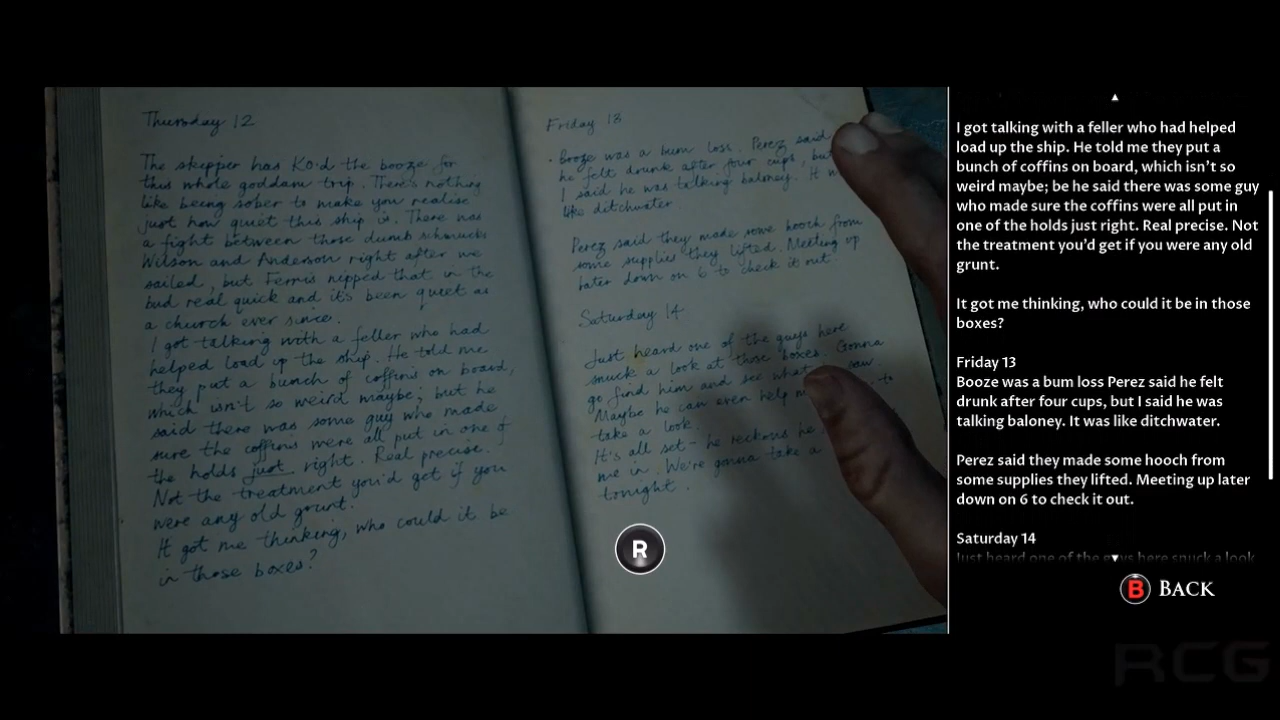 Thursday 12
The skipper has KO'd the booze for
this whole goddam trip. There's nothing
like being sober to make you realise
just how quiet this ship is. There was
a fight between those dumb schmucks
Wilson and Anderson right after we
sailed, but Ferris nipped that in the
bud real quick and it's been quiet as
a church ever since.
I got talking with a feller who had
helped load up the ship. He told me
they put a bunch of coffins on board,
which isn't so weird maybe; but he
said there was some guy who made
sure the coffins were all put in one of
the holds just right. Real precise.
Not the treatment you'd get if you
were any old grunt.
It got me thinking, who could it be
in those boxes?
Friday 13
Booze was a bum loss. Perez said
he felt drunk after four cups, but
I said he was talking baloney. It
like ditchwater
Perez said they made some hooch from
some supplies they lifted. Meeting up
later down on 6 to check it out
Saturday 14
Just heard one of the guys here
snuck a look at those boxes. Gonna
go find him and see what saw
Maybe he can even help to
take a look.
It's all set - he reckons he
me in. We're gonna take a
tonight.
R
I got talking with a feller who had helped
load up the ship. He told me they put a
bunch of coffins on board, which isn't so
weird maybe; be he said there was some guy
who made sure the coffins were all put in
one of the holds just right. Real precise. Not
the treatment you'd get if you were any old
grunt.
It got me thinking, who could it be in those
boxes?
Friday 13
Booze was a bum loss Perez said he felt
drunk after four cups, but I said he was
talking baloney. It was like ditchwater.
Perez said they made some hooch from
some supplies they lifted. Meeting up later
down on 6 to check it out.
Saturday 14
Just heard one of the guys here snuck a look
B BACK
RCG